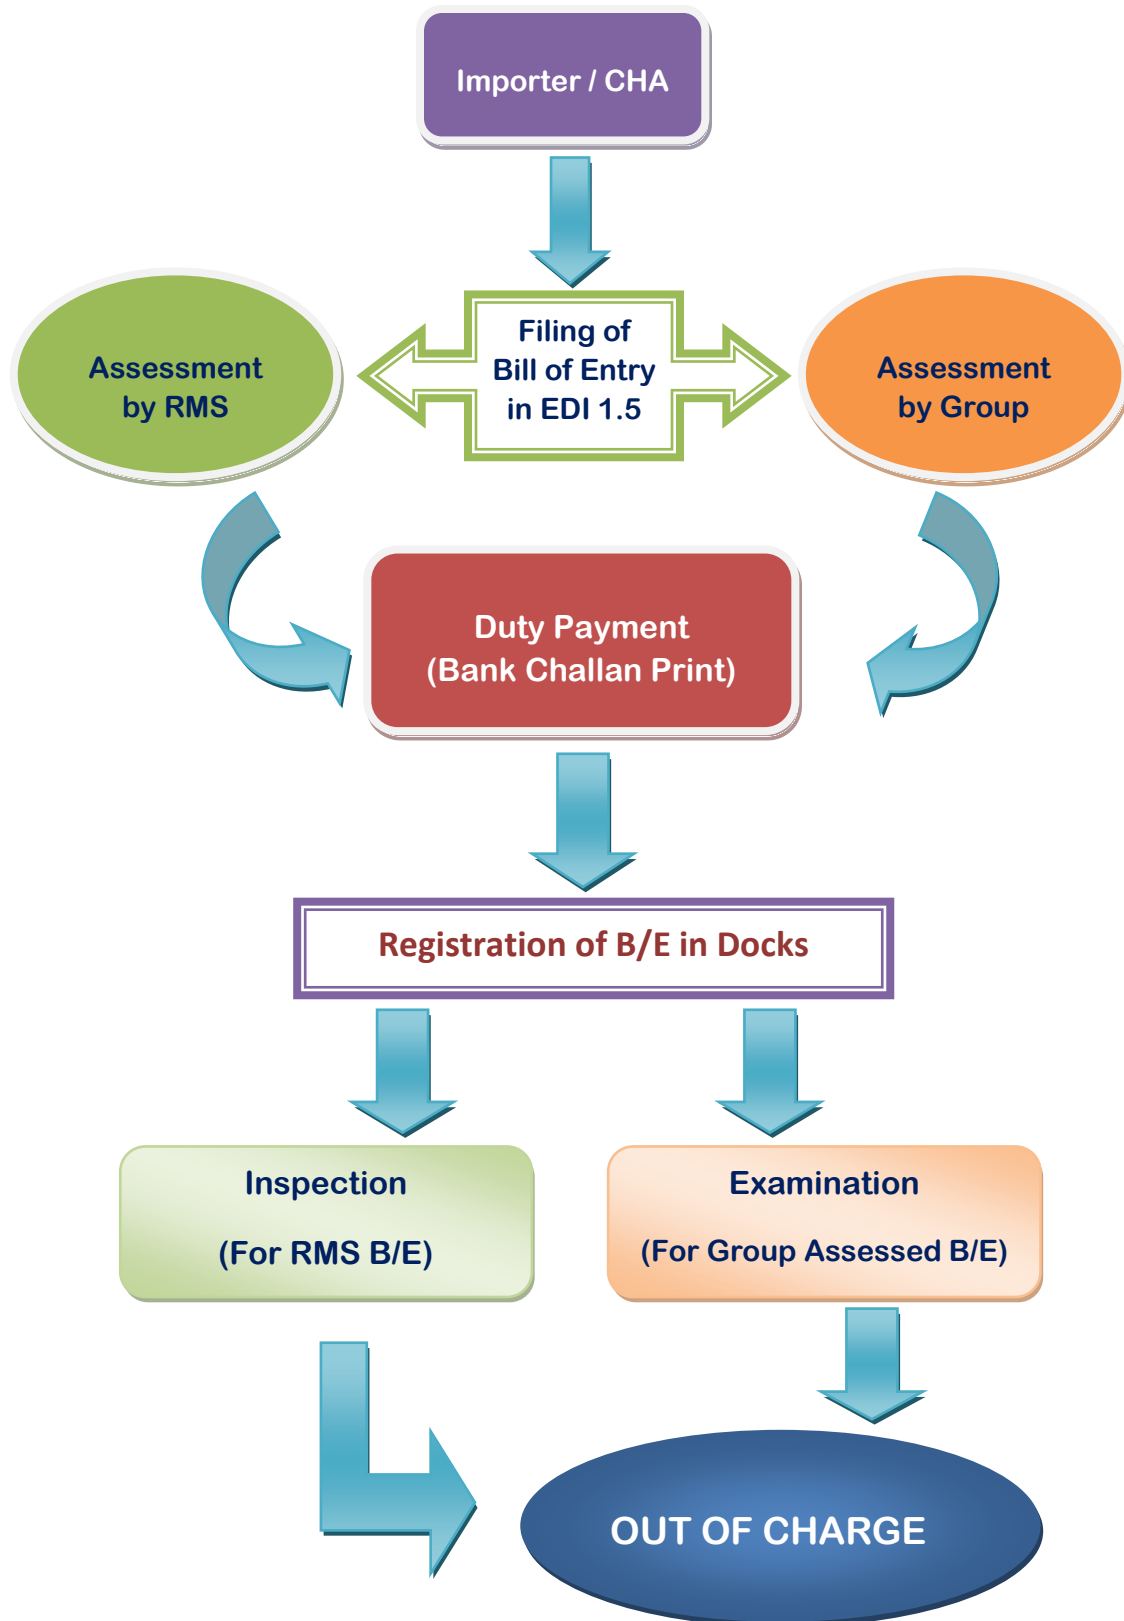 Importer / CHA
Filing of
Bill of Entry
in EDI 1.5
Assessment
by RMS
Assessment
by Group
Duty Payment
(Bank Challan Print)
Registration of B/E in Docks
Inspection
(For RMS B/E)
Examination
(For Group Assessed B/E)
OUT OF CHARGE